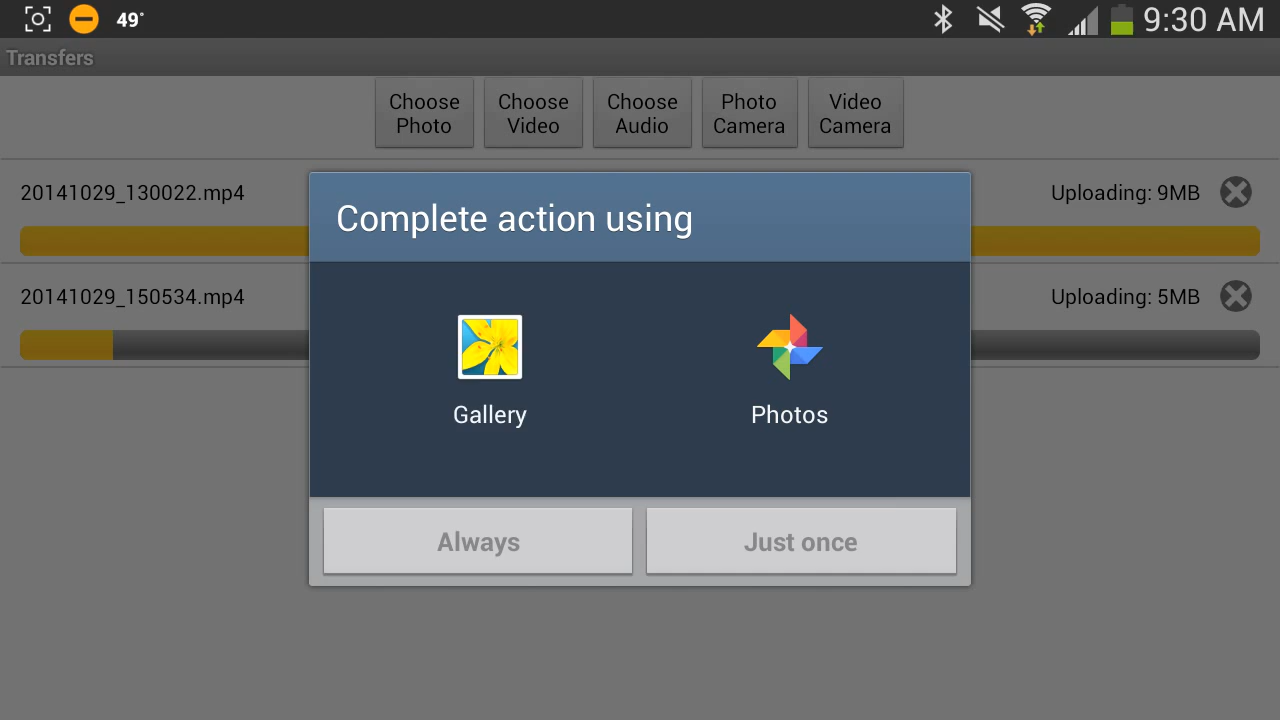 49° 9:30 AM
Transfers
Choose Photo
Choose Video
Choose Audio
Photo Camera
Video Camera
20141029_130022.mp4 Uploading: 9MB
20141029_150534.mp4 Uploading: 5MB
Complete action using
Gallery Photos
Always Just once